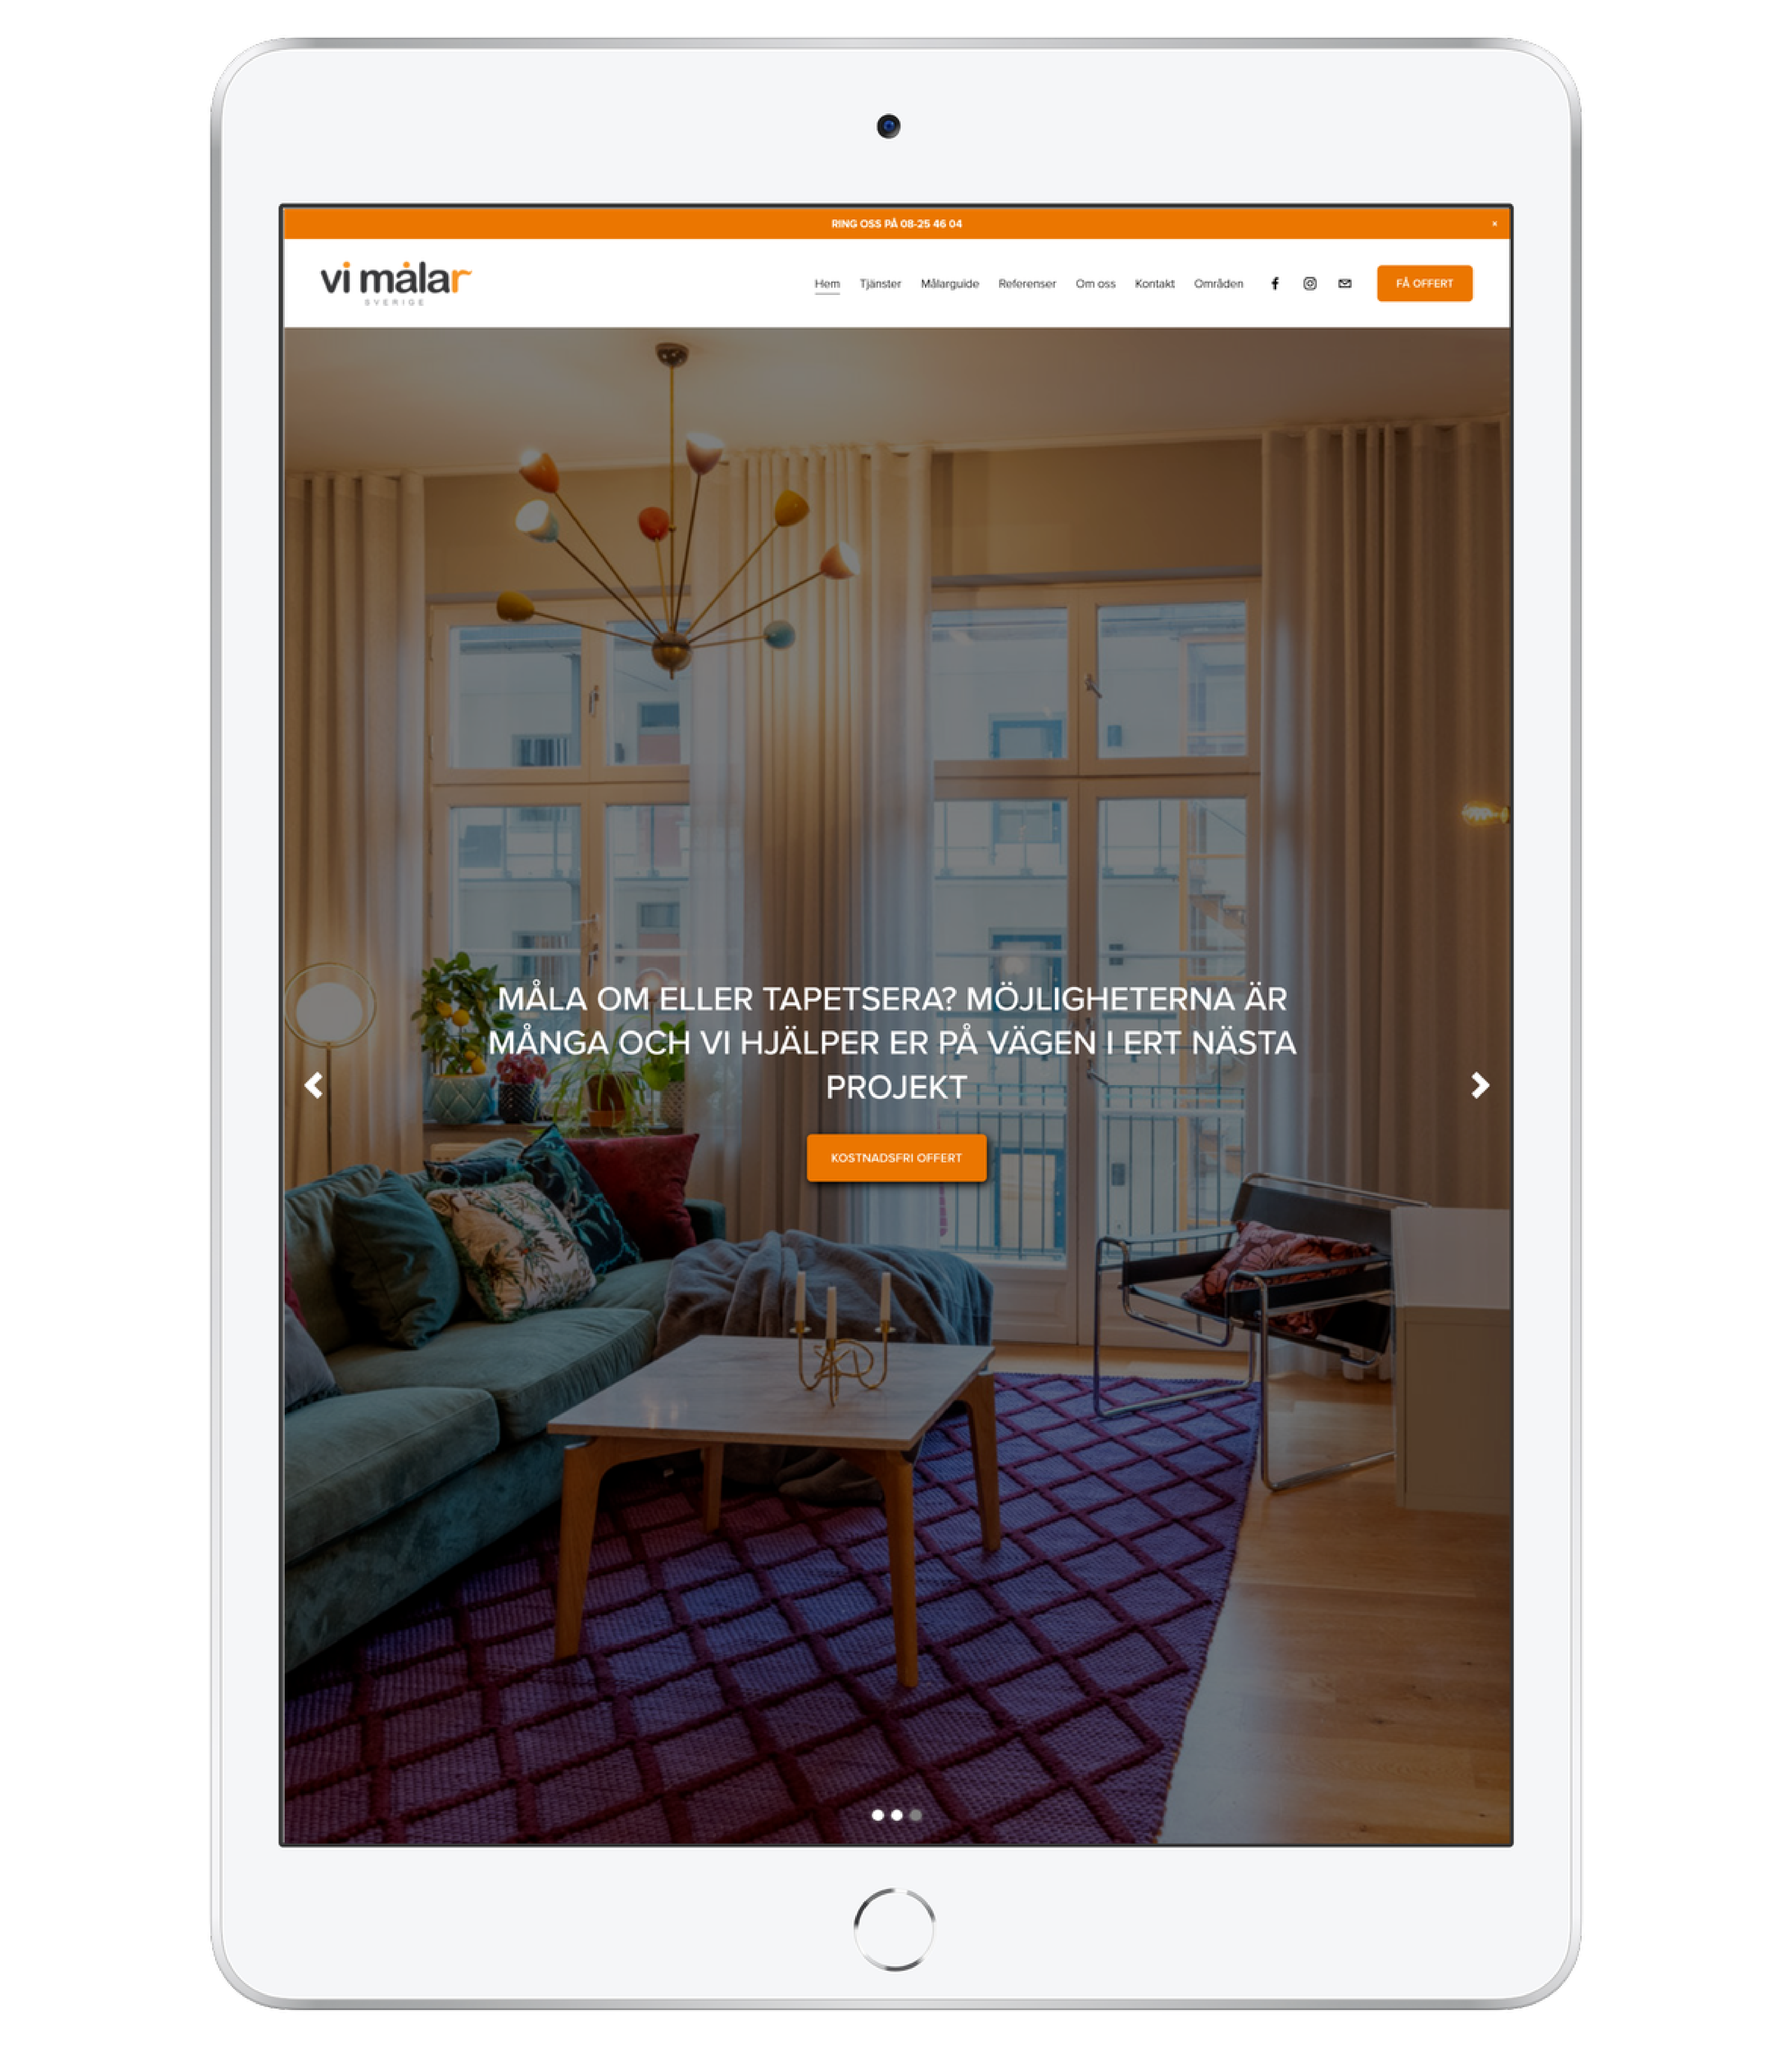 RING OSS PÅ 08-25 46 04
×
vi målar
SVERIGE
Hem Tjänster Målarguide Referenser Om oss Kontakt Områden FÅ OFFERT
MÅLA OM ELLER TAPETSERA? MÖJLIGHETERNA ÄR
MÅNGA OCH VI HJÄLPER ER PÅ VÄGEN I ERT NÄSTA
PROJEKT
KOSTNADSFRI OFFERT